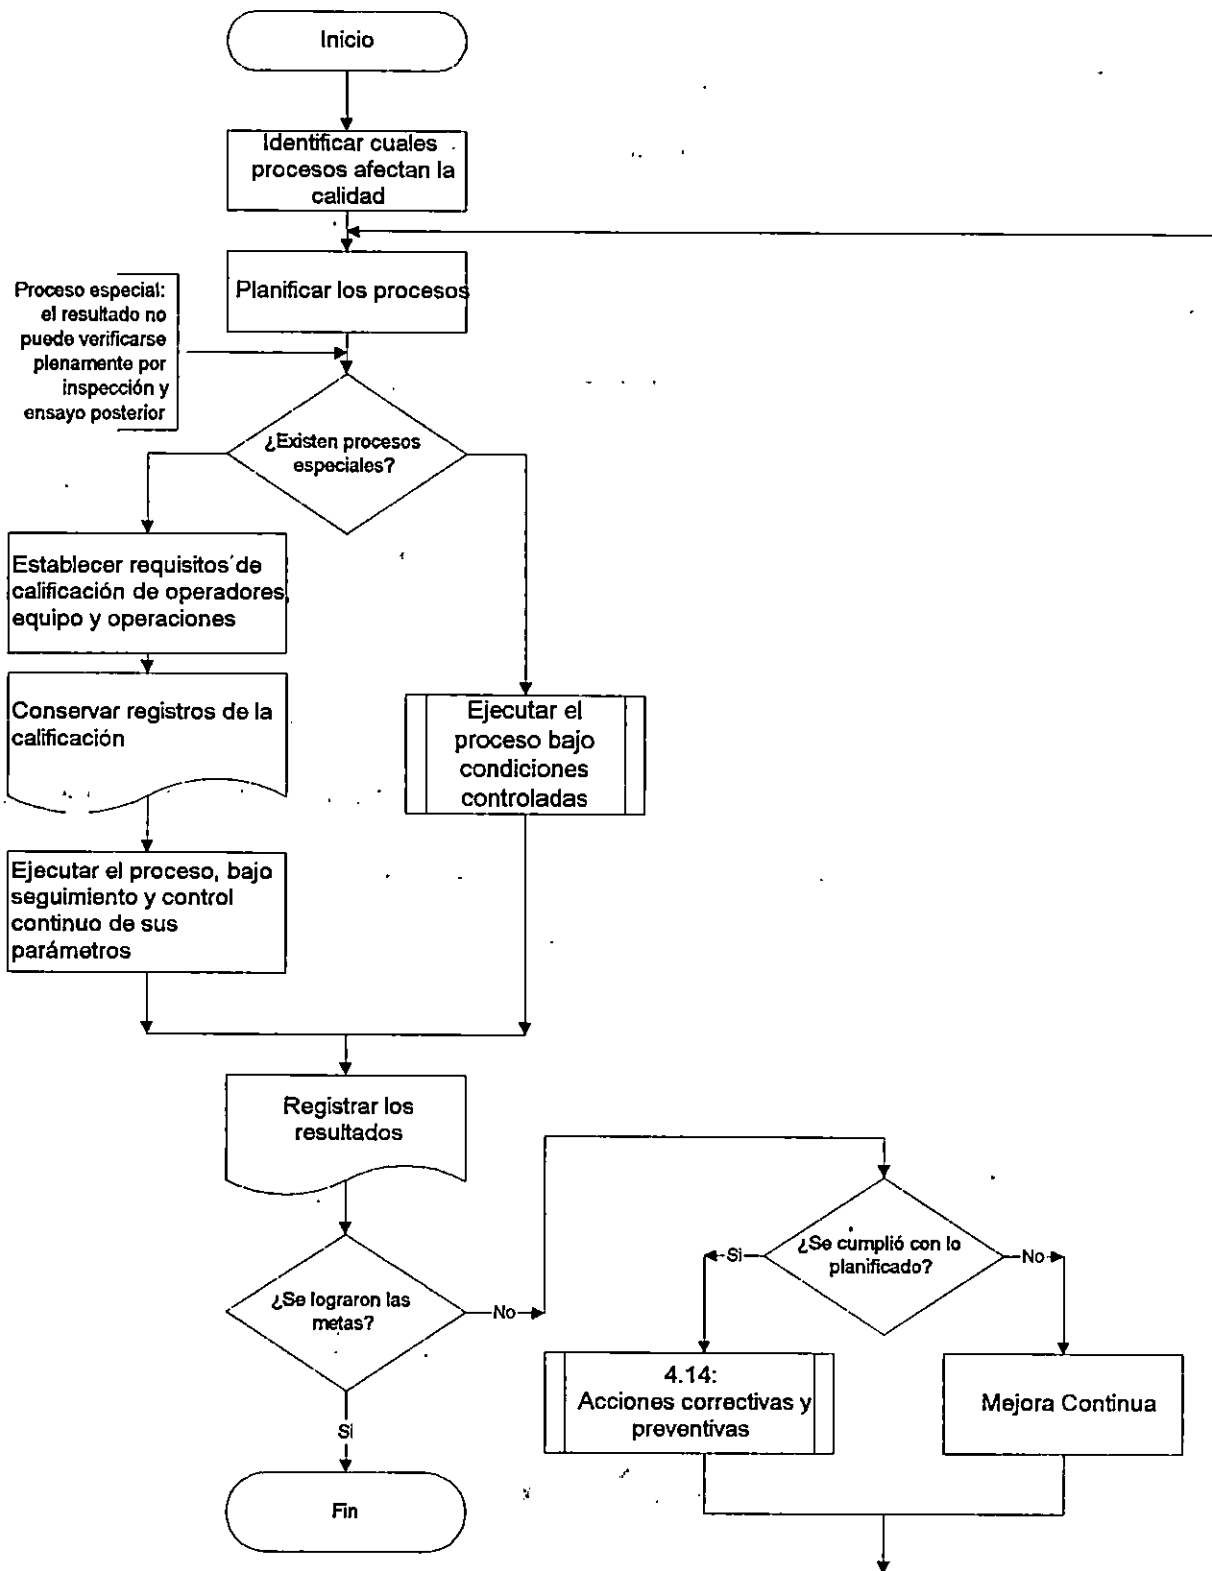 Inicio
Identificar cuales
procesos afectan la
calidad
Planificar los procesos
Proceso especial:
el resultado no
puede verificarse
plenamente por
inspección y
ensayo posterior
¿Existen procesos
especiales?
Establecer requisitos de
calificación de operadores,
equipo y operaciones
Conservar registros de la
calificación
Ejecutar el proceso, bajo
seguimiento y control
continuo de sus
parámetros
Ejecutar el
proceso bajo
condiciones
controladas
Registrar los
resultados
¿Se lograron las
metas?
No
Si
Fin
¿Se cumplió con lo
planificado?
Si
No
4.14:
Acciones correctivas y
preventivas
Mejora Continua